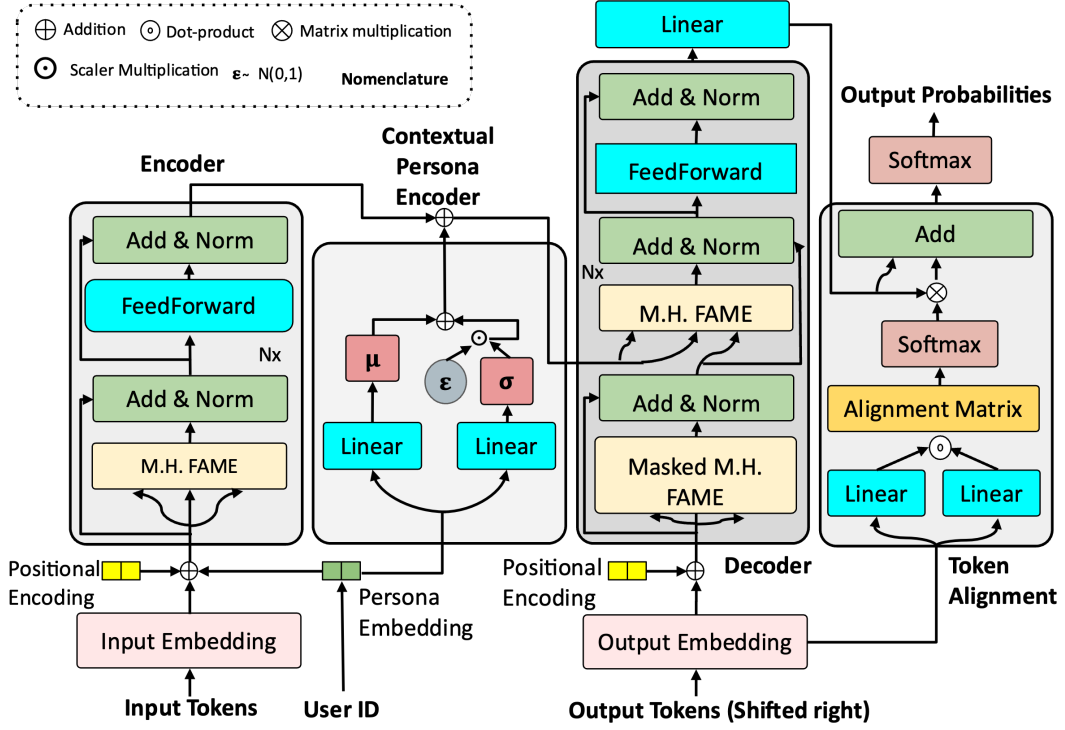 Addition
Dot-product
Matrix multiplication
Scaler Multiplication
ε~ N(0,1)
Nomenclature
Encoder
Add & Norm
FeedForward
Nx
Add & Norm
M.H. FAME
Positional
Encoding
Input Embedding
Input Tokens
Contextual
Persona
Encoder
μ
ε
σ
Linear
Linear
Persona
Embedding
User ID
Linear
Add & Norm
FeedForward
Add & Norm
Nx
M.H. FAME
Add & Norm
Masked M.H.
FAME
Decoder
Positional
Encoding
Output Embedding
Output Tokens (Shifted right)
Output Probabilities
Softmax
Add
Softmax
Alignment Matrix
Linear
Linear
Token
Alignment